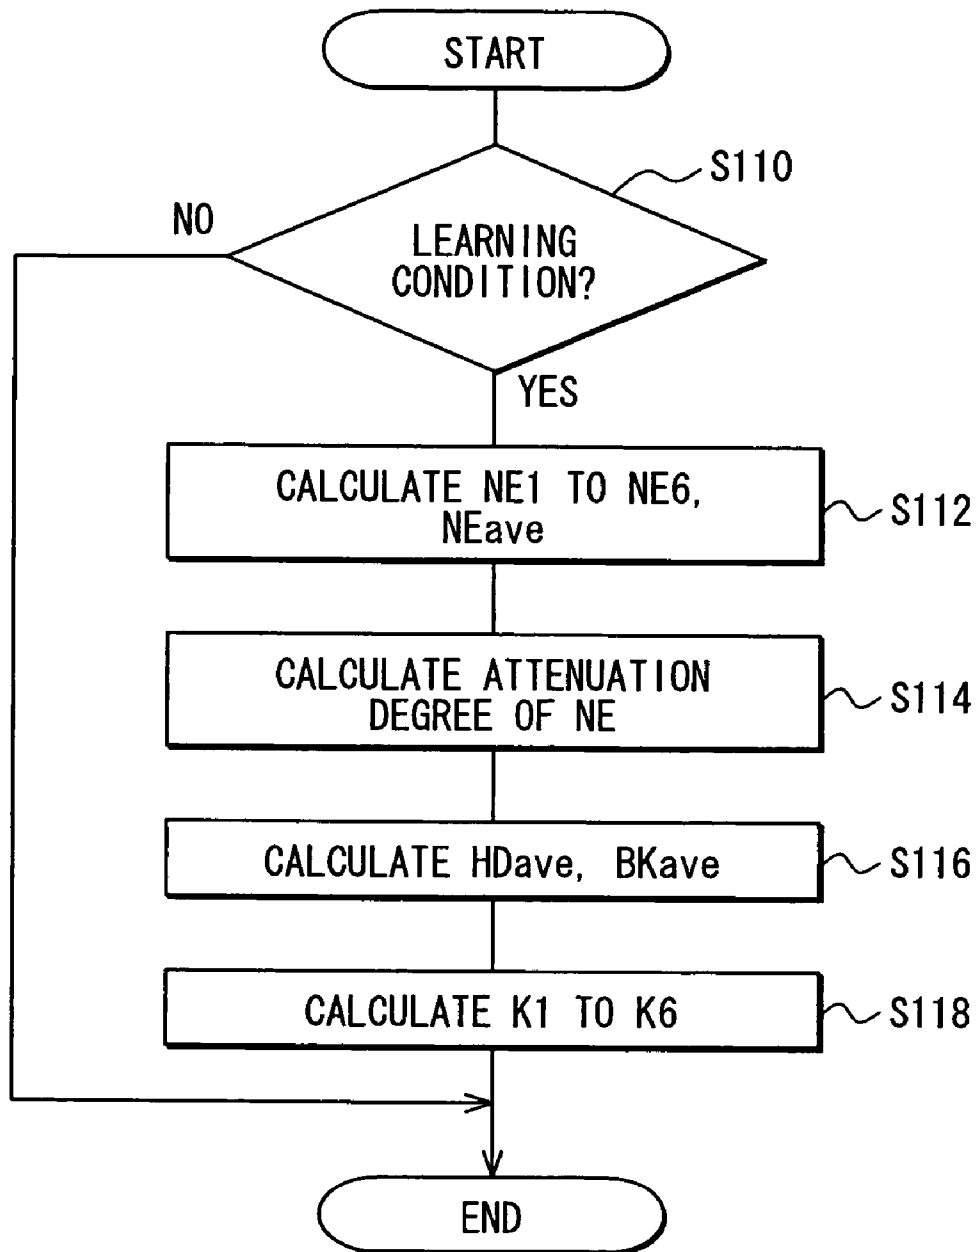 START
S110
NO
LEARNING
CONDITION?
YES
CALCULATE NE1 TO NE6,
NEave
S112
CALCULATE ATTENUATION
DEGREE OF NE
S114
CALCULATE HDave, BKave
S116
CALCULATE K1 TO K6
S118
END